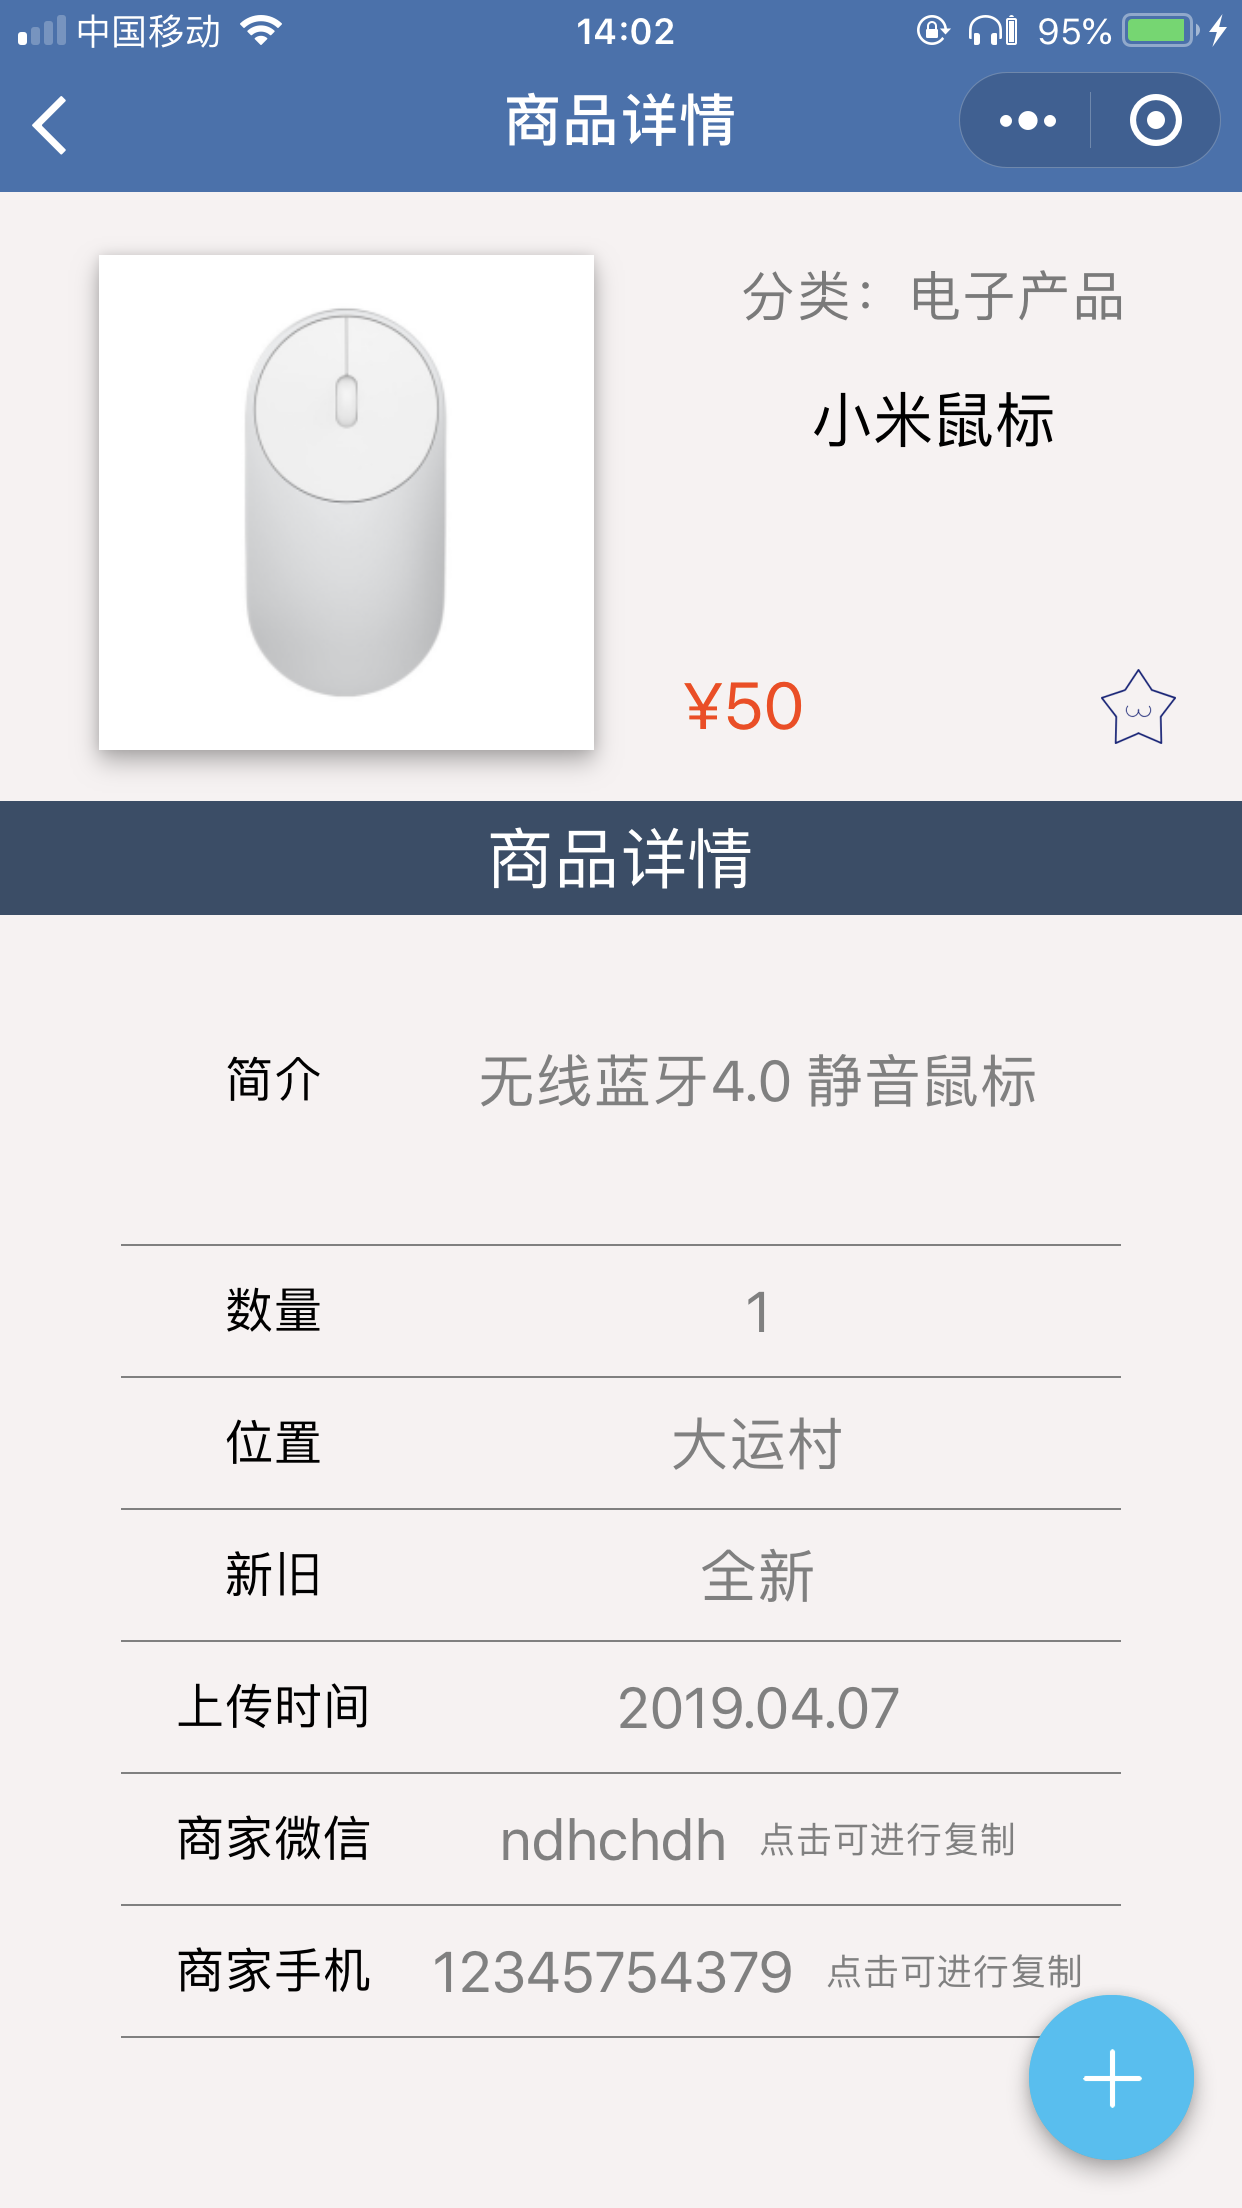 中国移动 14:02 95%
商品详情
分类：电子产品
小米鼠标
¥50
商品详情
简介 无线蓝牙4.0 静音鼠标
数量 1
位置 大运村
新旧 全新
上传时间 2019.04.07
商家微信 ndhchdh 点击可进行复制
商家手机 12345754379 点击可进行复制